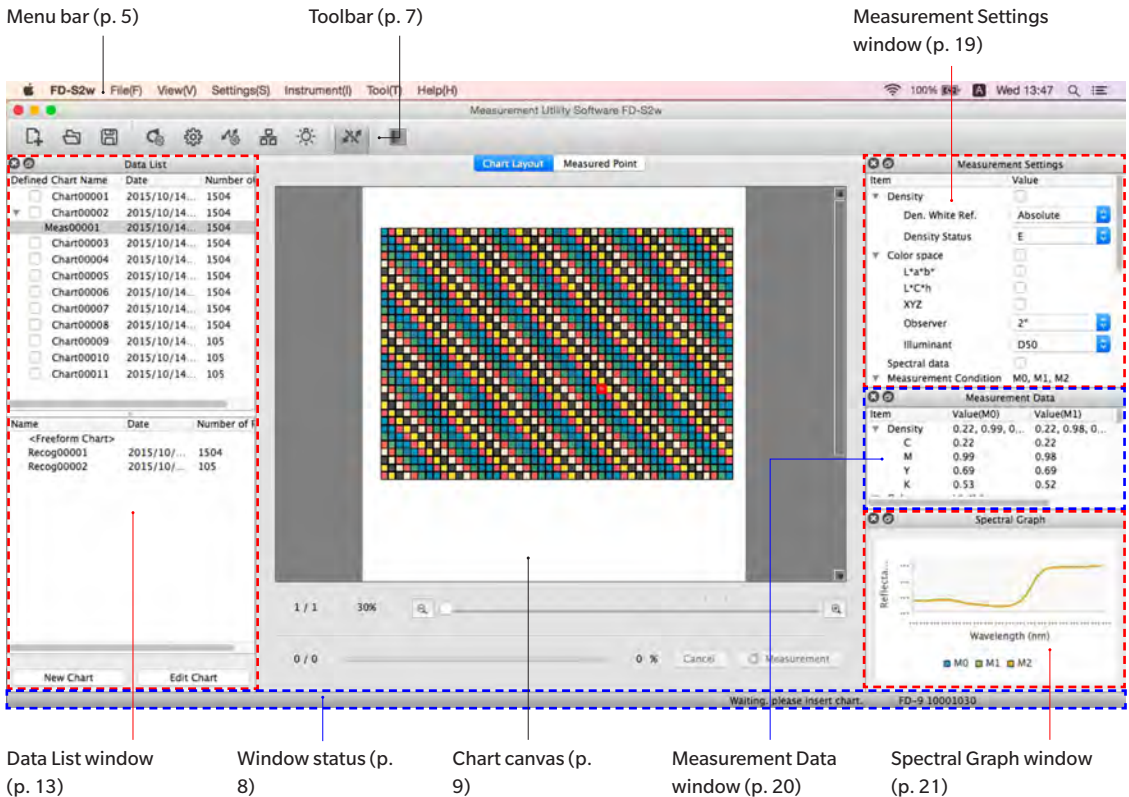 Menu bar (p. 5)
Toolbar (p. 7)
Measurement Settings
window (p. 19)
FD-S2w File(F) View(V) Settings(S) Instrument(I) Tool(T) Help(H)
100% A Wed 13:47
Measurement Utility Software FD-S2w
Data List
Defined Chart Name Date Number of
Chart00001 2015/10/14... 1504
Chart00002 2015/10/14... 1504
Meas00001 2015/10/14... 1504
Chart00003 2015/10/14... 1504
Chart00004 2015/10/14... 1504
Chart00005 2015/10/14... 1504
Chart00006 2015/10/14... 1504
Chart00007 2015/10/14... 1504
Chart00008 2015/10/14... 1504
Chart00009 2015/10/14... 105
Chart00010 2015/10/14... 105
Chart00011 2015/10/14... 105
Name Date Number of
<Freeform Chart>
Recog00001 2015/10/... 1504
Recog00002 2015/10/... 105
New Chart Edit Chart
Chart Layout Measured Point
1 / 1 30%
0 / 0 0 % Cancel Measurement
Measurement Settings
Item Value
Density
Den. White Ref. Absolute
Density Status E
Color space
L*a*b*
L*C*h
XYZ
Observer 2°
Illuminant D50
Spectral data
Measurement Condition M0, M1, M2
Measurement Data
Item Value(M0) Value(M1)
Density 0.22, 0.99, 0... 0.22, 0.98, 0...
C 0.22 0.22
M 0.99 0.98
Y 0.69 0.69
K 0.53 0.52
Spectral Graph
Reflecta...
Wavelength (nm)
M0 M1 M2
Waiting. please insert chart. FD-9 10001030
Data List window
(p. 13)
Window status (p.
8)
Chart canvas (p.
9)
Measurement Data
window (p. 20)
Spectral Graph window
(p. 21)